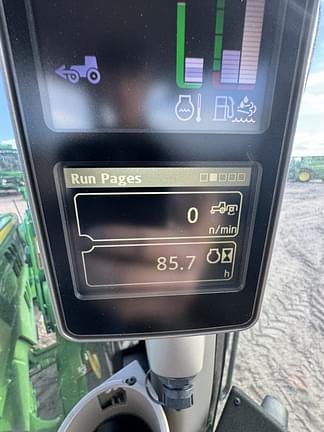 Run Pages
0
n/min
85.7
h